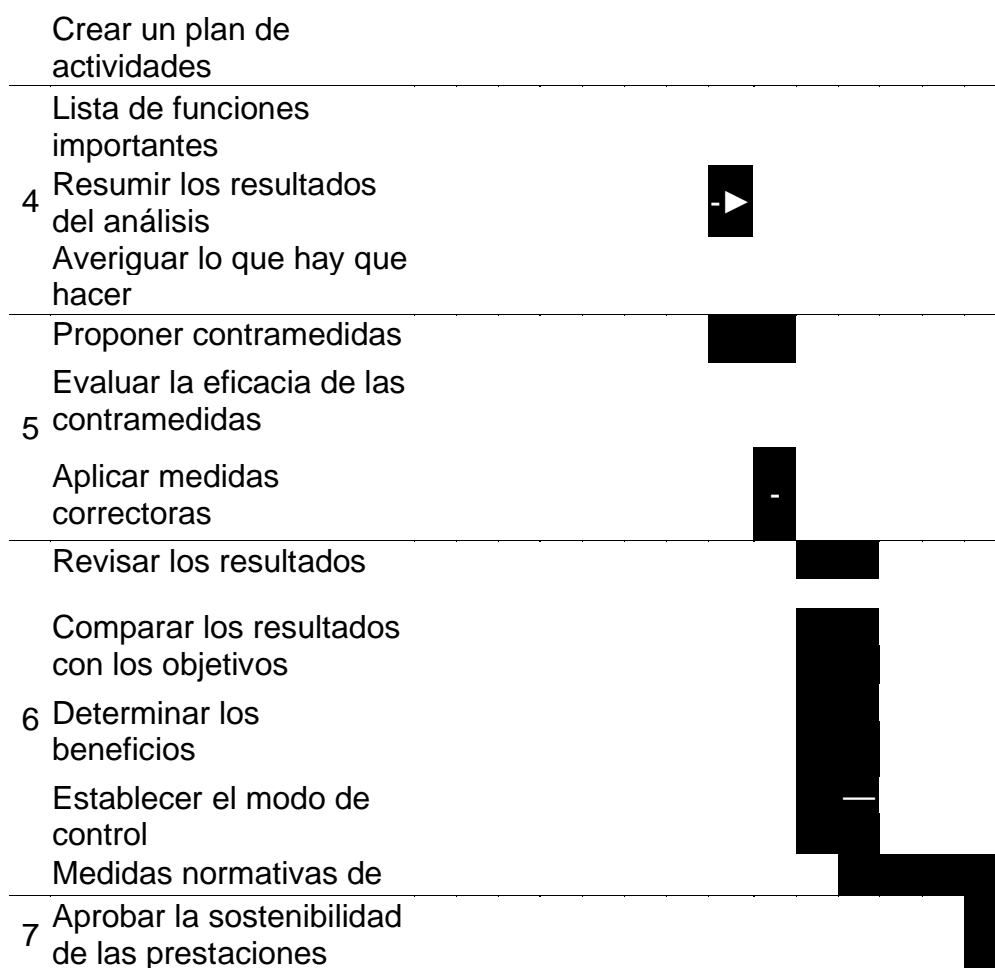 Crear un plan de
actividades
Lista de funciones
importantes
4 Resumir los resultados
del análisis
-►
Averiguar lo que hay que
hacer
Proponer contramedidas
Evaluar la eficacia de las
5 contramedidas
Aplicar medidas
correctoras
-
Revisar los resultados
Comparar los resultados
con los objetivos
6 Determinar los
beneficios
Establecer el modo de
control
—
Medidas normativas de
7 Aprobar la sostenibilidad
de las prestaciones